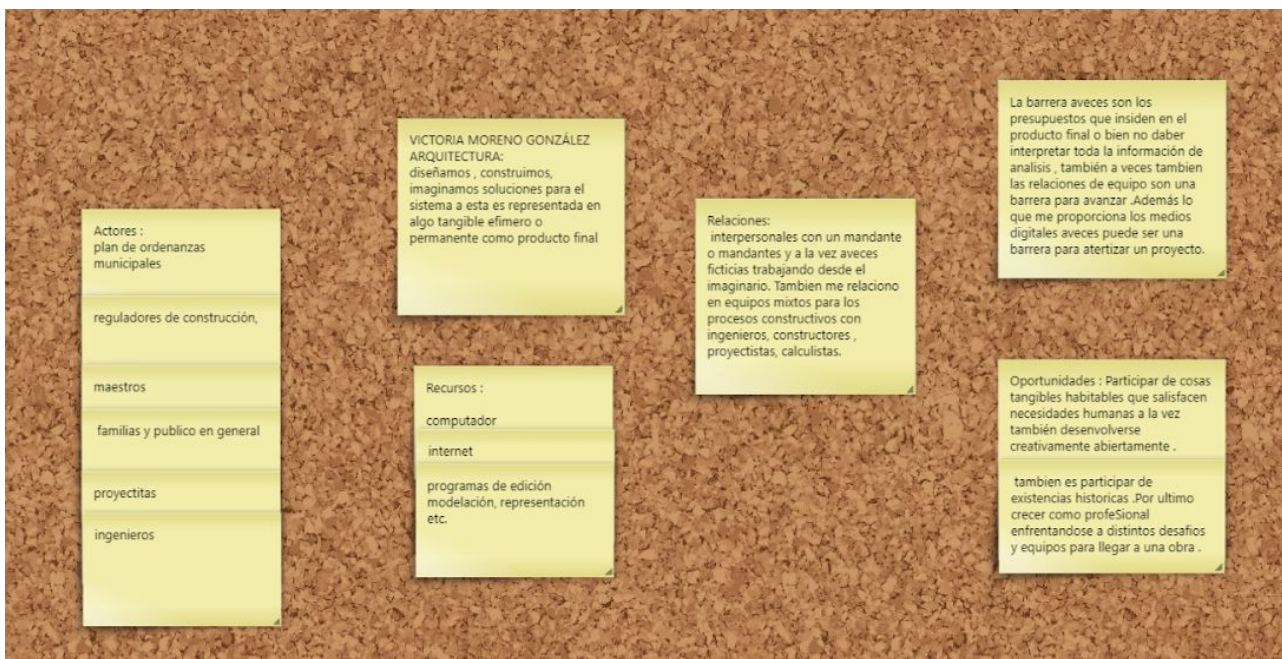 Actores :
plan de ordenanzas
municipales
reguladores de construcción,
maestros
familias y publico en general
proyectitas
ingenieros
VICTORIA MORENO GONZÁLEZ
ARQUITECTURA:
diseñamos , construimos,
imaginamos soluciones para el
sistema a esta es representada en
algo tangible efimero o
permanente como producto final
Recursos :
computador
internet
programas de edición
modelación, representación
etc.
Relaciones:
interpersonales con un mandante
o mandantes y a la vez aveces
ficticias trabajando desde el
imaginario. Tambien me relaciono
en equipos mixtos para los
procesos constructivos con
ingenieros, constructores ,
proyectistas, calculistas.
La barrera aveces son los
presupuestos que insiden en el
producto final o bien no daber
interpretar toda la información de
analisis , también a veces tambien
las relaciones de equipo son una
barrera para avanzar .Además lo
que me proporciona los medios
digitales aveces puede ser una
barrera para atertizar un proyecto.
Oportunidades : Participar de cosas
tangibles habitables que satisfacen
necesidades humanas a la vez
también desenvolverse
creativamente abiertamente .
tambien es participar de
existencias historicas .Por ultimo
crecer como profeSional
enfrentandose a distintos desafios
y equipos para llegar a una obra .